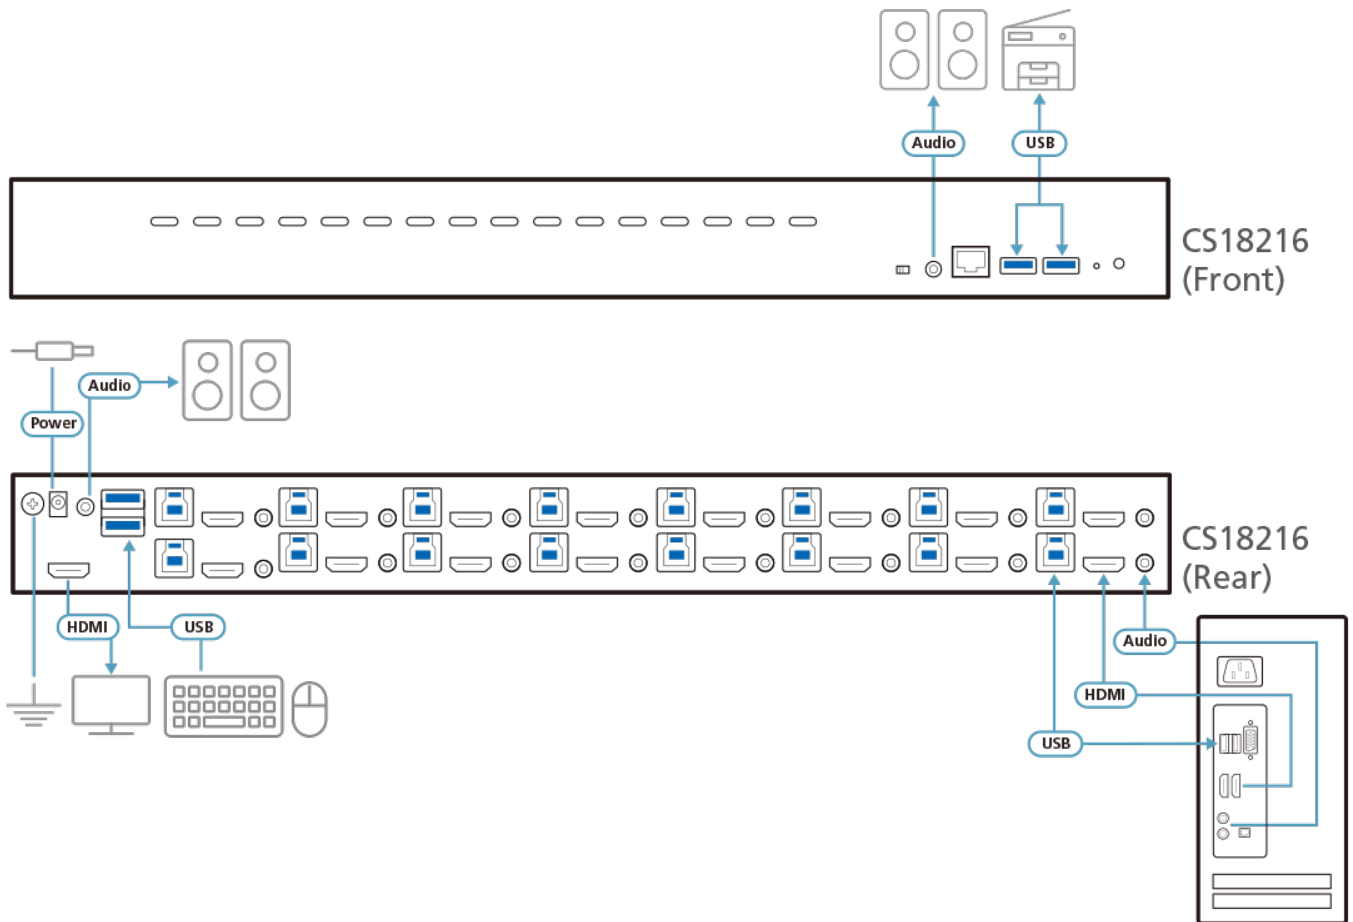 Audio
USB
CS18216
(Front)
Audio
Power
CS18216
(Rear)
HDMI
USB
Audio
HDMI
USB